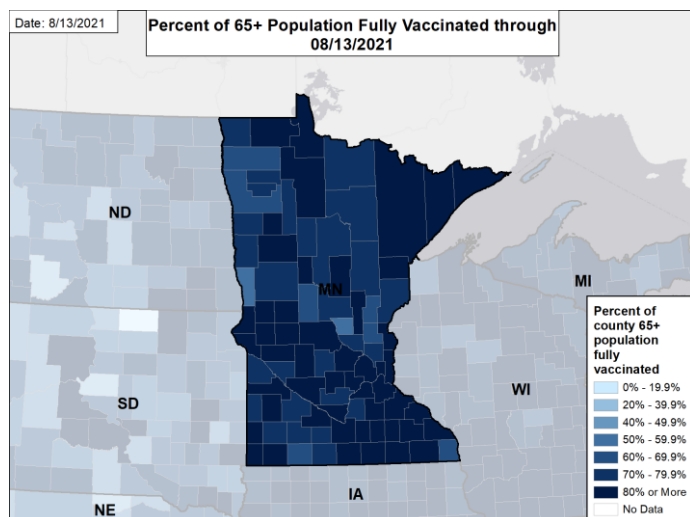 Date: 8/13/2021
Percent of 65+ Population Fully Vaccinated through
08/13/2021
ND
MN
MI
SD
WI
IA
NE
Percent of
county 65+
population
fully
vaccinated
0% - 19.9%
20% - 39.9%
40% - 49.9%
50% - 59.9%
60% - 69.9%
70% - 79.9%
80% or More
No Data